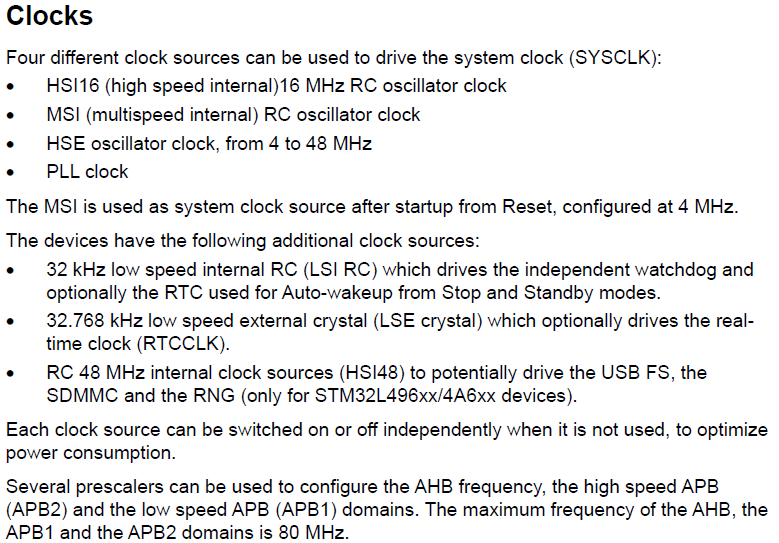 Clocks
Four different clock sources can be used to drive the system clock (SYSCLK):
• HSI16 (high speed internal)16 MHz RC oscillator clock
• MSI (multispeed internal) RC oscillator clock
• HSE oscillator clock, from 4 to 48 MHz
• PLL clock
The MSI is used as system clock source after startup from Reset, configured at 4 MHz.
The devices have the following additional clock sources:
• 32 kHz low speed internal RC (LSI RC) which drives the independent watchdog and
optionally the RTC used for Auto-wakeup from Stop and Standby modes.
• 32.768 kHz low speed external crystal (LSE crystal) which optionally drives the real-
time clock (RTCCLK).
• RC 48 MHz internal clock sources (HSI48) to potentially drive the USB FS, the
SDMMC and the RNG (only for STM32L496xx/4A6xx devices).
Each clock source can be switched on or off independently when it is not used, to optimize
power consumption.
Several prescalers can be used to configure the AHB frequency, the high speed APB
(APB2) and the low speed APB (APB1) domains. The maximum frequency of the AHB, the
APB1 and the APB2 domains is 80 MHz.